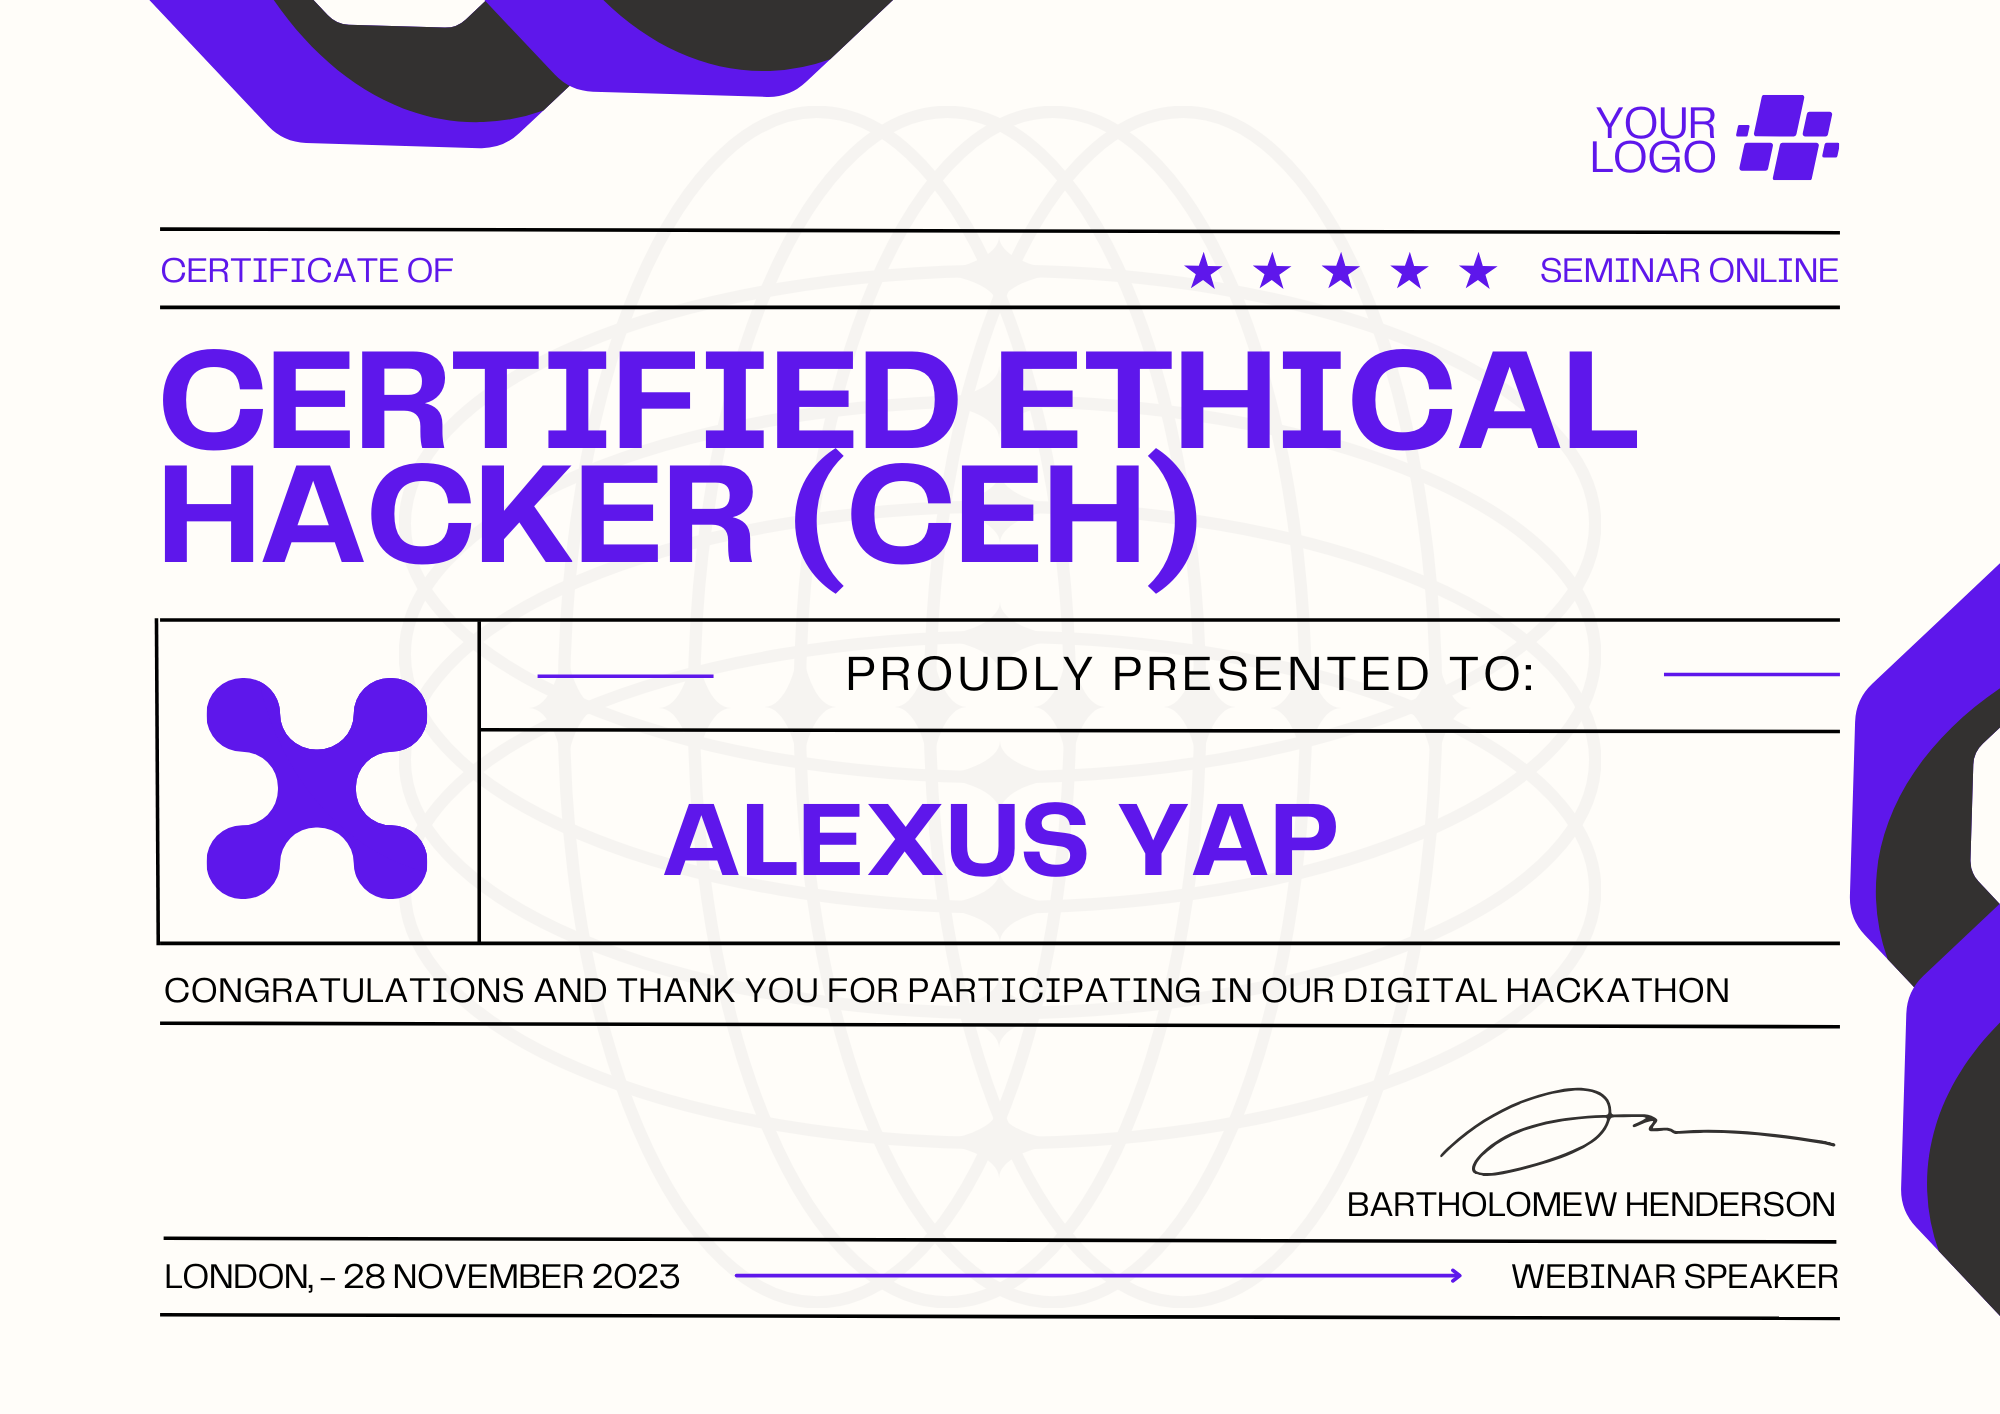 YOUR
LOGO
CERTIFICATE OF
SEMINAR ONLINE
CERTIFIED ETHICAL
HACKER (CEH)
PROUDLY PRESENTED TO:
ALEXUS YAP
CONGRATULATIONS AND THANK YOU FOR PARTICIPATING IN OUR DIGITAL HACKATHON
BARTHOLOMEW HENDERSON
LONDON, – 28 NOVEMBER 2023
WEBINAR SPEAKER